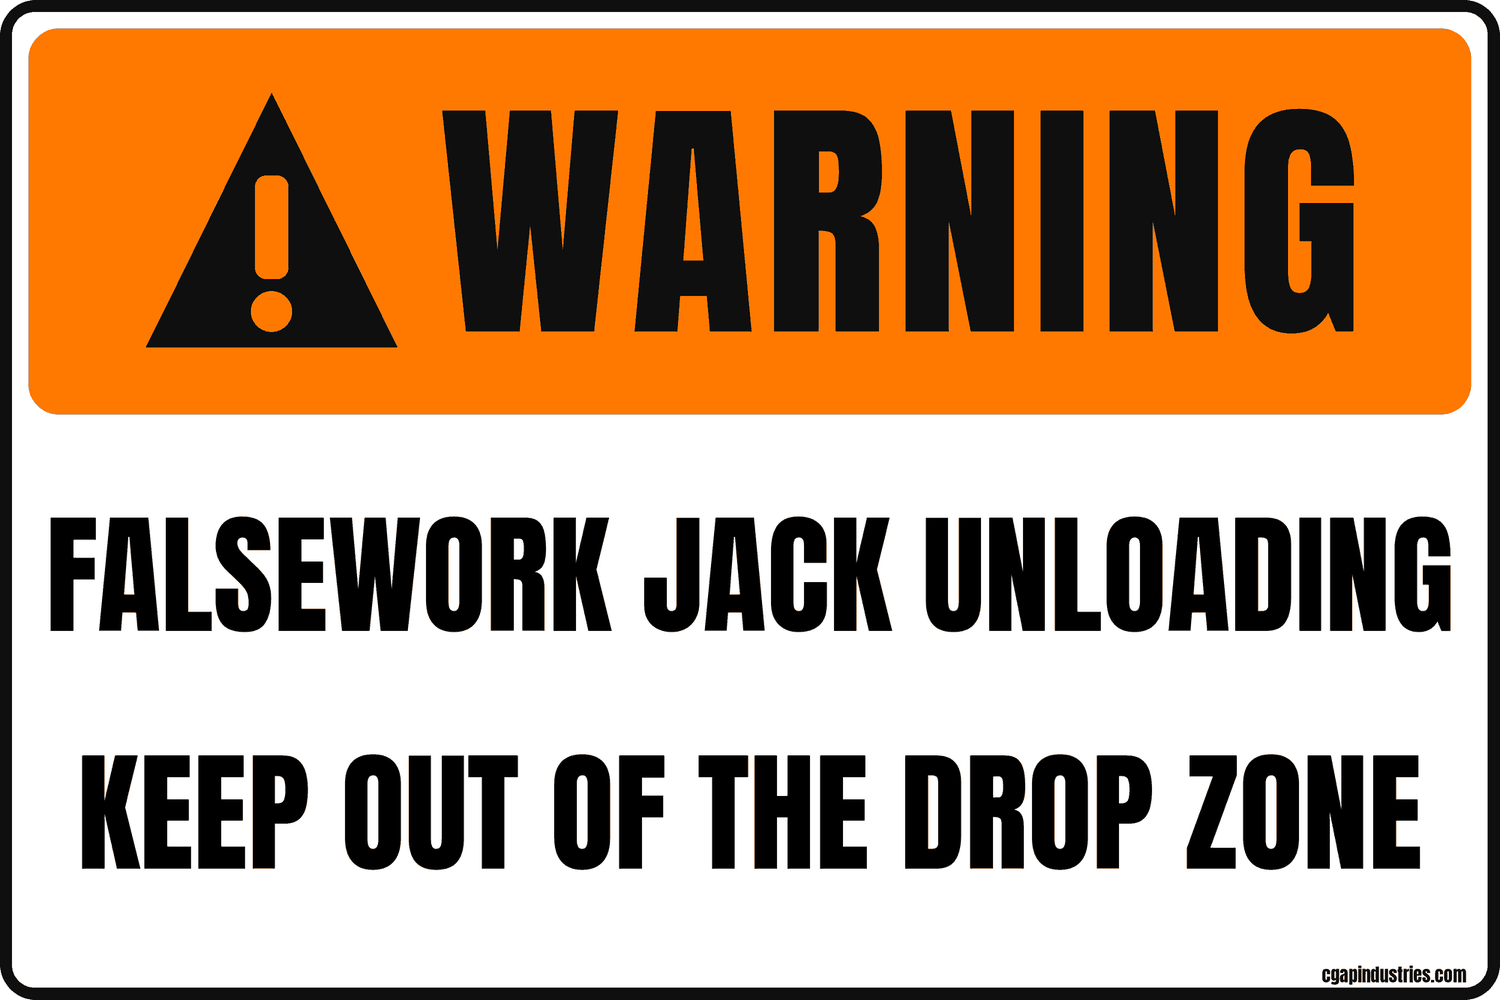 WARNING
FALSEWORK JACK UNLOADING
KEEP OUT OF THE DROP ZONE
cgapindustries.com